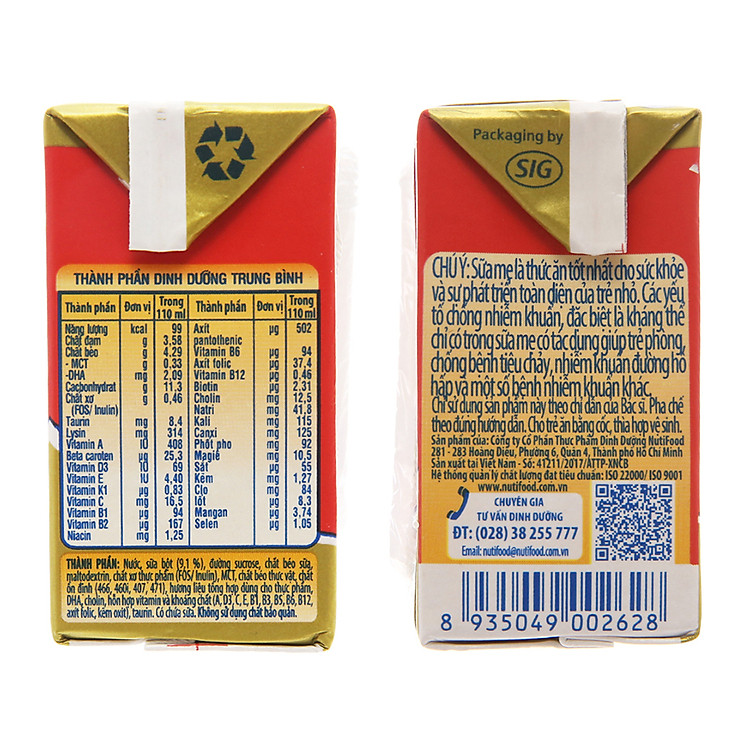 THÀNH PHẦN DINH DƯỠNG TRUNG BÌNH
Thành phần Đơn vị Trong 110 ml Thành phần Đơn vị Trong 110 ml
Năng lượng kcal 99 Axít µg 502
Chất đạm g 3,58 pantothenic
Chất béo g 4.29 Vitamin B6 µg 94
- MCT g 0,33 Axít folic µg 37,4
-DHA mg 2,09 Vitamin B12 µg 0,46
Cacbonhydrat g 11,3 Biotin µg 2.31
Chất xơ g 0,46 Cholin mg 12,5
(FOS/ Inulin) Natri mg 41,8
Taurin mg 8,4 Kali mg 115
Lysin mg 314 Canxi mg 125
Vitamin A IU 408 Phốt pho mg 92
Beta caroten µg 25,3 Magiê mg 10,5
Vitamin D3 IU 69 Sắt µg 55
Vitamin E IU 4,40 Kẽm mg 1,27
Vitamin K1 µg 0,83 Clo mg 84
Vitamin C mg 16,5 Iốt µg 8.3
Vitamin B1 µg 94 Mangan µg 3,74
Vitamin B2 µg 167 Selen µg 1,05
Niacin mg 1,25
THÀNH PHẦN: Nước, sữa bột (9,1 %), đường sucrose, chất béo sữa,
maltodextrin, chất xơ thực phẩm (FOS/ Inulin), MCT, chất béo thực vật, chất
ổn định (466, 460i, 407, 471), hương liệu tổng hợp dùng cho thực phẩm,
DHA, cholin, hỗn hợp vitamin và khoáng chất (A, D3, C, E, B1, B3, B5, B6, B12,
axít folic, kẽm oxit), taurin. Có chứa sữa. Không sử dụng chất bảo quản.
Packaging by
SIG
CHÚ Ý: Sữa mẹ là thức ăn tốt nhất cho sức khỏe
và sự phát triển toàn diện của trẻ nhỏ. Các yếu
tố chống nhiễm khuẩn, đặc biệt là kháng thể
chỉ có trong sữa mẹ có tác dụng giúp trẻ phòng,
chống bệnh tiêu chảy, nhiễm khuẩn đường hô
hấp và một số bệnh nhiễm khuẩn khác.
Chỉ sử dụng sản phẩm này theo chỉ dẫn của Bác sĩ. Pha chế
theo đúng hướng dẫn. Cho trẻ ăn bằng cốc, thìa hợp vệ sinh.
Sản phẩm của: Công ty Cổ Phần Thực Phẩm Dinh Dưỡng NutiFood
281 - 283 Hoàng Diệu, Phường 6, Quận 4, Thành phố Hồ Chí Minh
Sản xuất tại Việt Nam - Số: 41211/2017/ATTP-XNCB
Hệ thống quản lý chất lượng đạt tiêu chuẩn: ISO 22000/ ISO 9001
CHUYÊN GIA
TƯ VẤN DINH DƯỠNG
ĐT: (028) 38 255 777
Email: nutifood@nutifood.com.vn
8 935049 002628